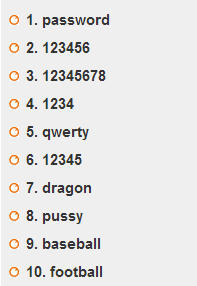 1. password
2. 123456
3. 12345678
4. 1234
5. qwerty
6. 12345
7. dragon
8. pussy
9. baseball
10. football